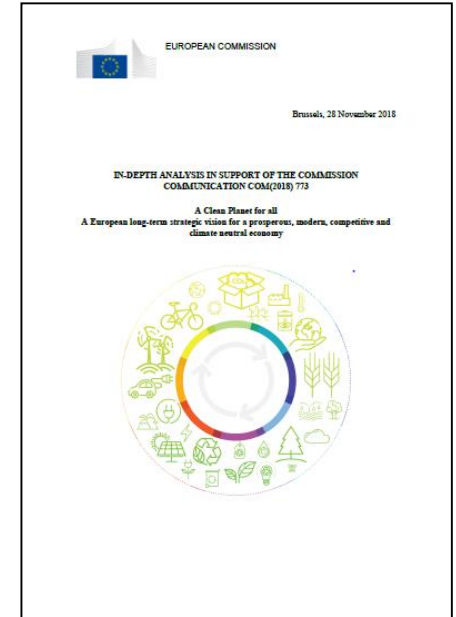 EUROPEAN COMMISSION
Brussels, 28 November 2018
IN-DEPTH ANALYSIS IN SUPPORT OF THE COMMISSION
COMMUNICATION COM(2018) 773
A Clean Planet for all
A European long-term strategic vision for a prosperous, modern, competitive and
climate neutral economy